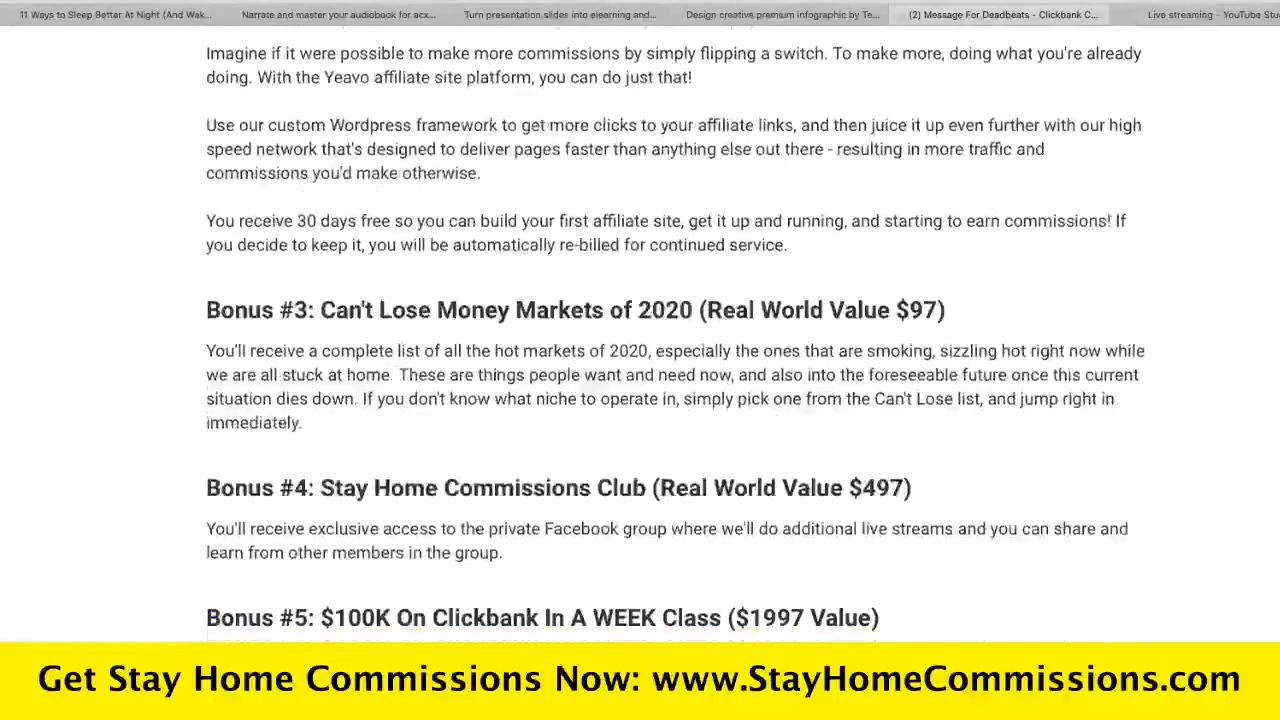 11 Ways to Sleep Better At Night (And Wak...
Narrate and master your audiobook for acx...
Turn presentation slides into elearning and...
Design creative premium infographic by Te...
(2) Message For Deadbeats - Clickbank C...
Live streaming - YouTube Stu
Imagine if it were possible to make more commissions by simply flipping a switch. To make more, doing what you're already
doing. With the Yeavo affiliate site platform, you can do just that!
Use our custom Wordpress framework to get more clicks to your affiliate links, and then juice it up even further with our high
speed network that's designed to deliver pages faster than anything else out there - resulting in more traffic and
commissions you'd make otherwise.
You receive 30 days free so you can build your first affiliate site, get it up and running, and starting to earn commissions! If
you decide to keep it, you will be automatically re-billed for continued service.
Bonus #3: Can't Lose Money Markets of 2020 (Real World Value $97)
You'll receive a complete list of all the hot markets of 2020, especially the ones that are smoking, sizzling hot right now while
we are all stuck at home. These are things people want and need now, and also into the foreseeable future once this current
situation dies down. If you don't know what niche to operate in, simply pick one from the Can't Lose list, and jump right in
immediately.
Bonus #4: Stay Home Commissions Club (Real World Value $497)
You'll receive exclusive access to the private Facebook group where we'll do additional live streams and you can share and
learn from other members in the group.
Bonus #5: $100K On Clickbank In A WEEK Class ($1997 Value)
Get Stay Home Commissions Now: www.StayHomeCommissions.com